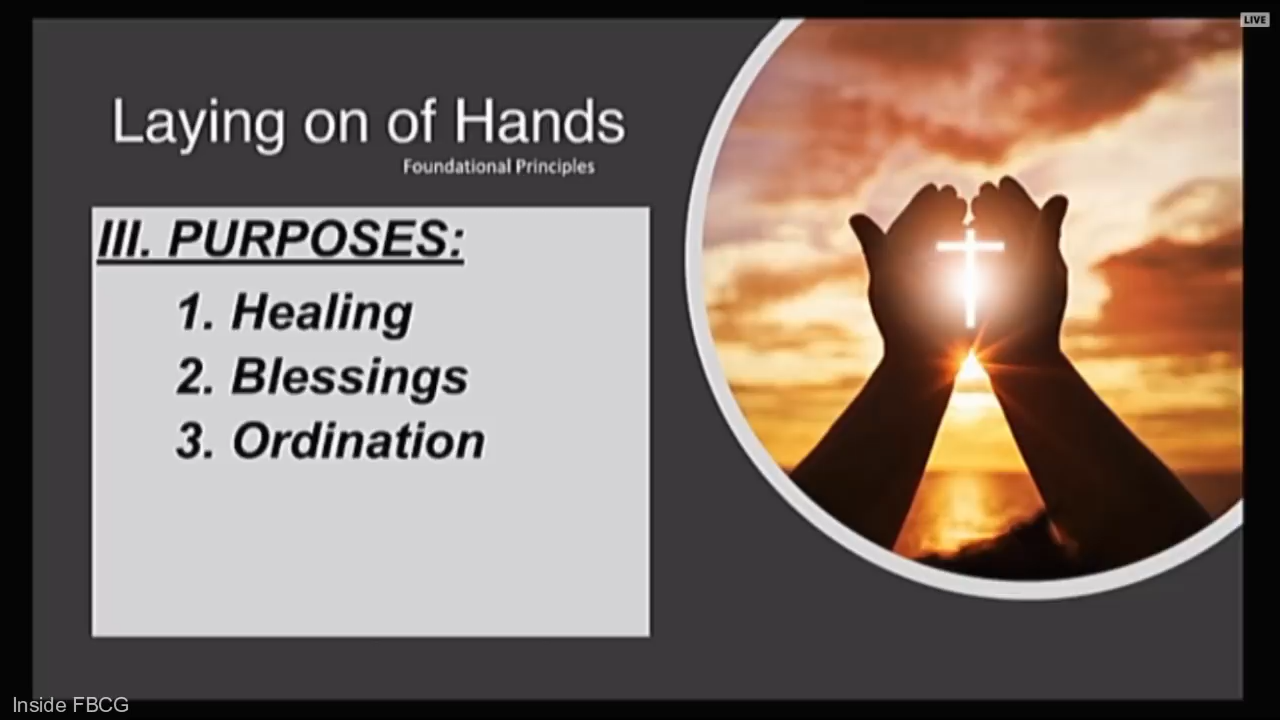 LIVE
Laying on of Hands
Foundational Principles
III. PURPOSES:
1. Healing
2. Blessings
3. Ordination
Inside FBCG